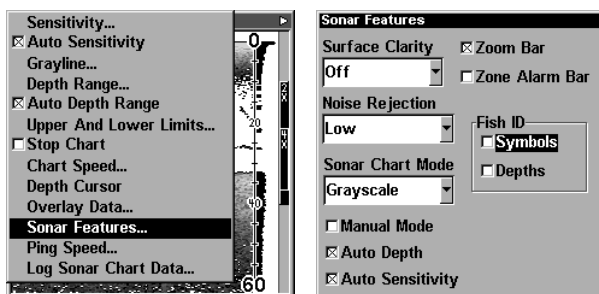 Sensitivity...
Auto Sensitivity
Grayline...
Depth Range...
Auto Depth Range
Upper And Lower Limits...
Stop Chart
Chart Speed...
Depth Cursor
Overlay Data...
Sonar Features...
Ping Speed...
Log Sonar Chart Data...
0
20
40
60
2X
4X
Sonar Features
Surface Clarity
Off
Zoom Bar
Zone Alarm Bar
Noise Rejection
Low
Fish ID
Symbols
Depths
Sonar Chart Mode
Grayscale
Manual Mode
Auto Depth
Auto Sensitivity